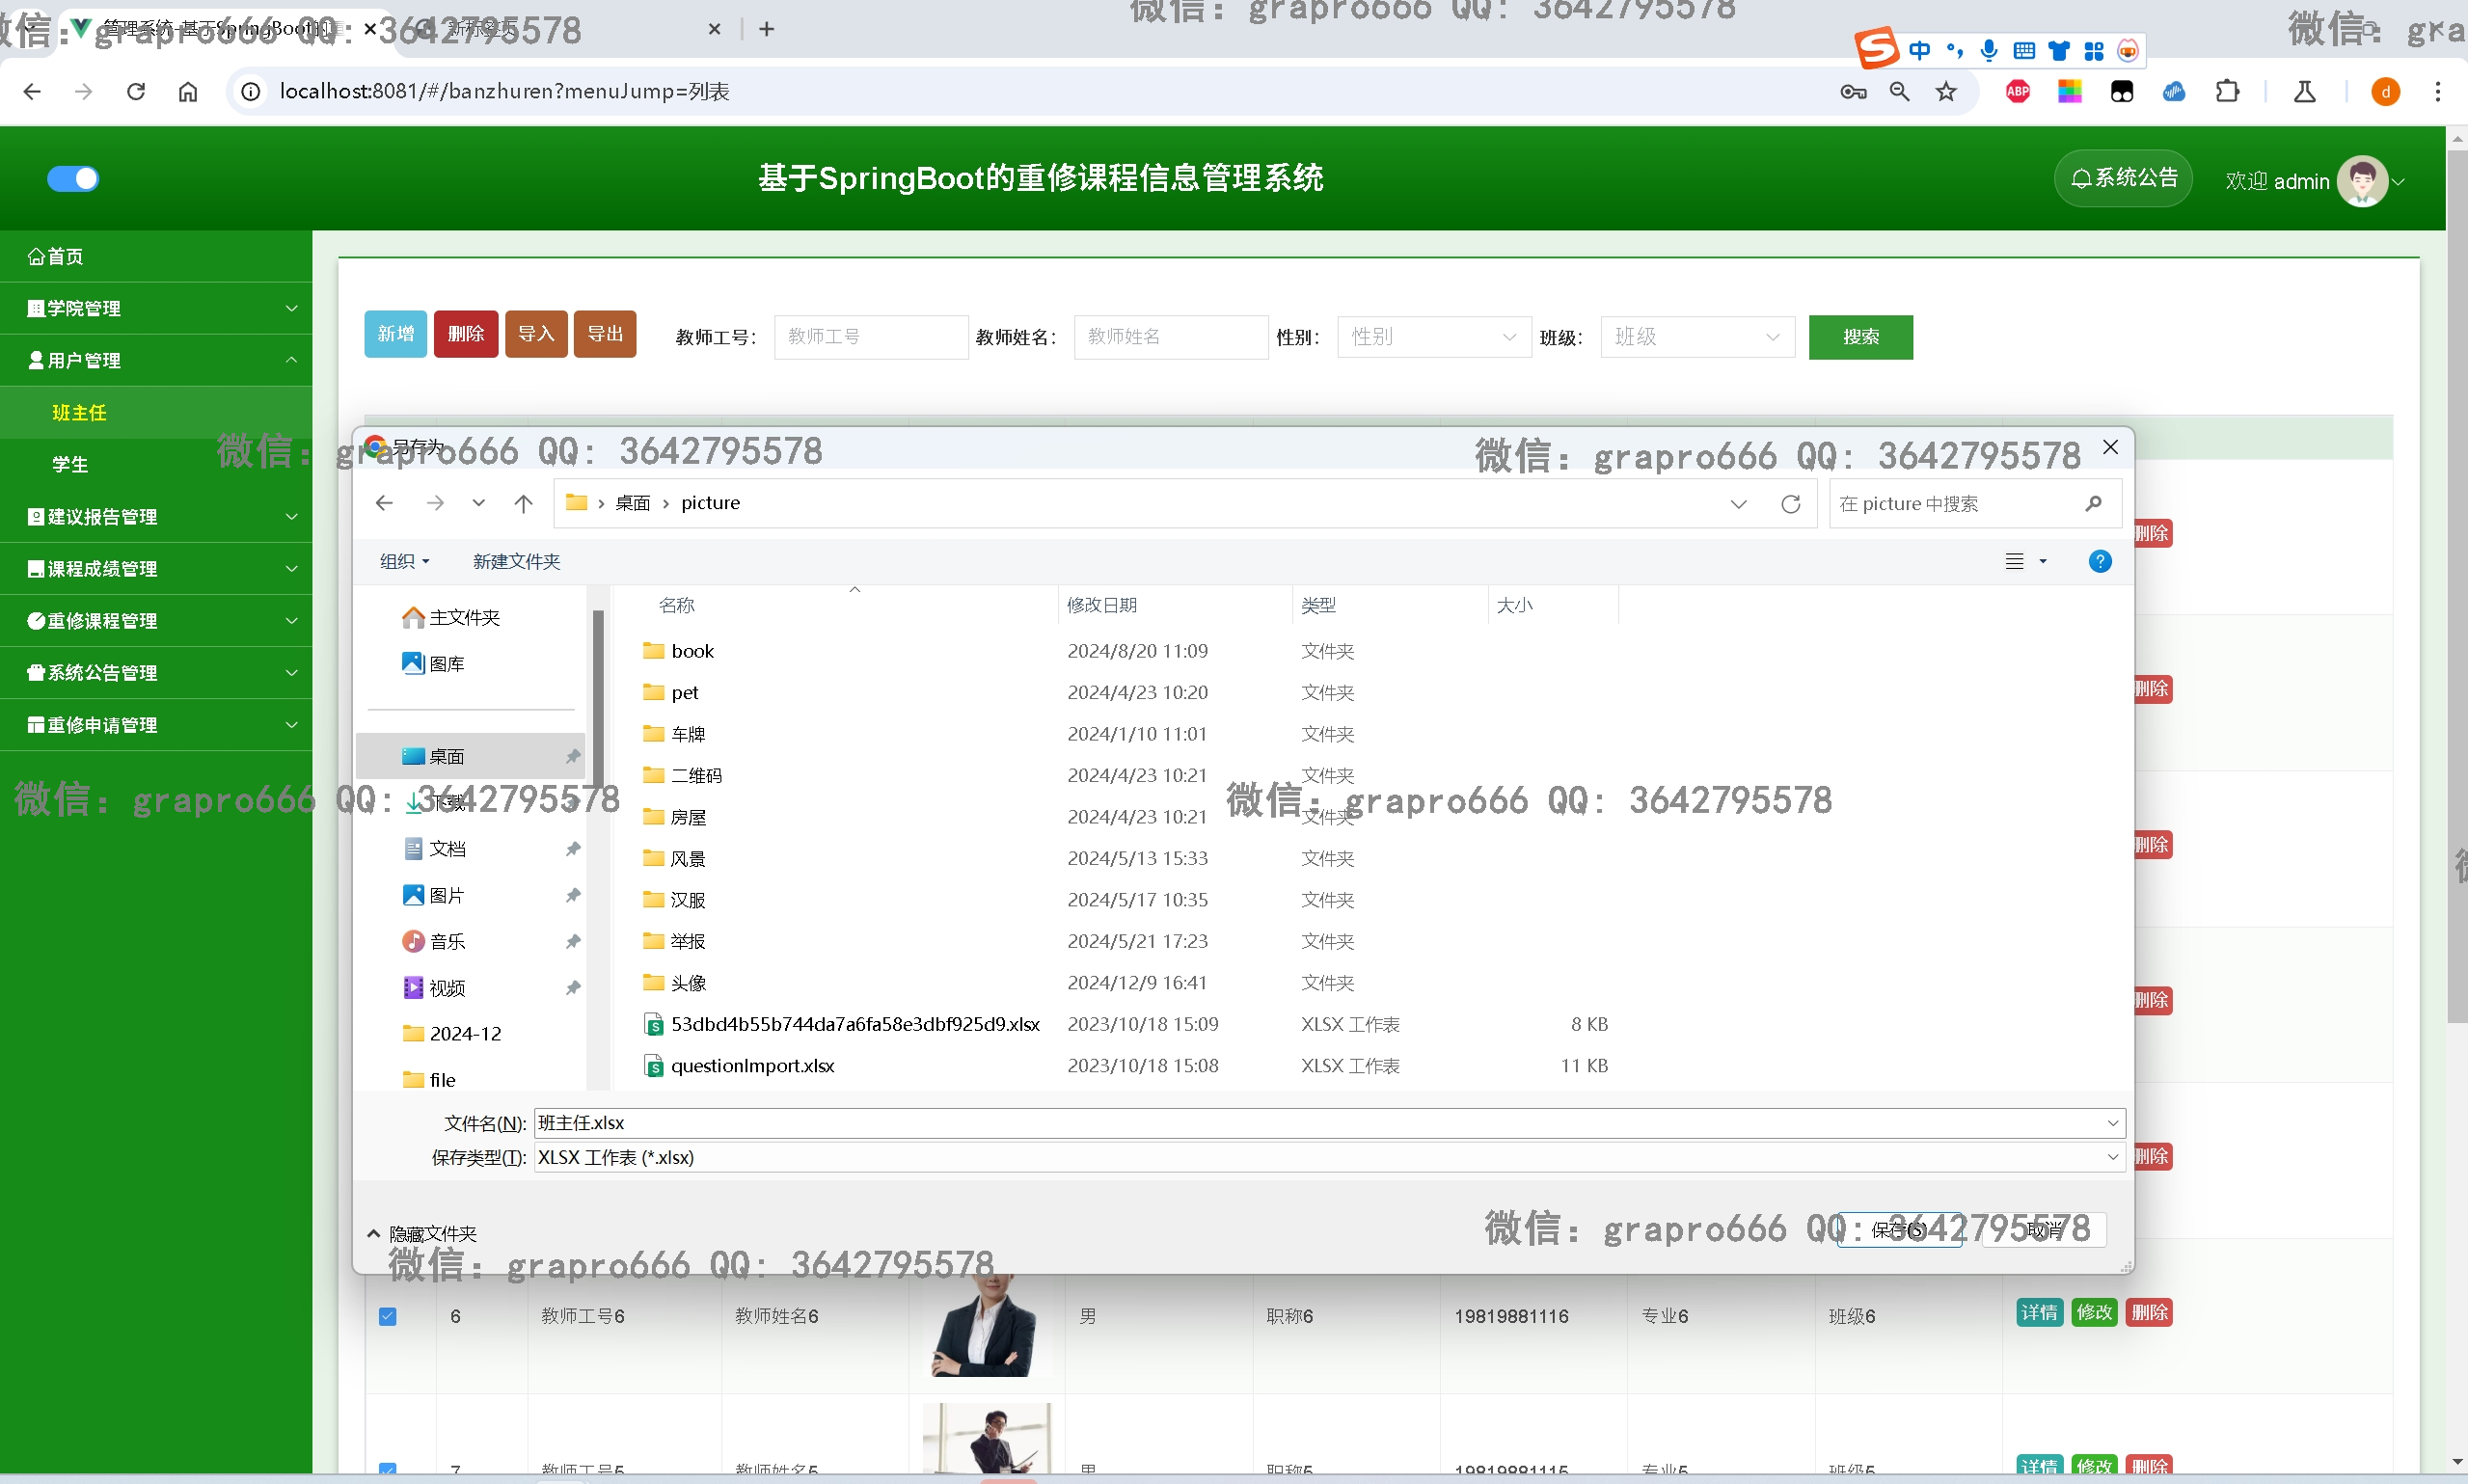 管理系统-基于SpringBoot的重
新标签页
微信: grapro666 QQ: 3642795578
微信: grapro666 QQ: 3642795578
微信: gra
localhost:8081/#/banzhuren?menuJump=列表
中
ABP
d
基于SpringBoot的重修课程信息管理系统
系统公告
欢迎 admin
首页
学院管理
用户管理
班主任
学生
建议报告管理
课程成绩管理
重修课程管理
系统公告管理
重修申请管理
新增 删除 导入 导出
教师工号: 教师工号 教师姓名: 教师姓名 性别: 性别 班级: 班级 搜索
另存为
微信: grapro666 QQ: 3642795578
微信: grapro666 QQ: 3642795578
桌面 › picture
在 picture 中搜索
组织 新建文件夹
主文件夹
图库
桌面
下载
文档
图片
音乐
视频
2024-12
file
名称 修改日期 类型 大小
book 2024/8/20 11:09 文件夹
pet 2024/4/23 10:20 文件夹
车牌 2024/1/10 11:01 文件夹
二维码 2024/4/23 10:21 文件夹
房屋 2024/4/23 10:21 文件夹
风景 2024/5/13 15:33 文件夹
汉服 2024/5/17 10:35 文件夹
举报 2024/5/21 17:23 文件夹
头像 2024/12/9 16:41 文件夹
53dbd4b55b744da7a6fa58e3dbf925d9.xlsx 2023/10/18 15:09 XLSX 工作表 8 KB
questionImport.xlsx 2023/10/18 15:08 XLSX 工作表 11 KB
微信: grapro666 QQ: 3642795578
微信: grapro666 QQ: 3642795578
文件名(N): 班主任.xlsx
保存类型(T): XLSX 工作表 (*.xlsx)
隐藏文件夹
保存(S) 取消
微信: grapro666 QQ: 3642795578
微信: grapro666 QQ: 3642795578
删除
删除
删除
删除
删除
6 教师工号6 教师姓名6 男 职称6 19819881116 专业6 班级6 详情 修改 删除
7 教师工号5 教师姓名5 男 职称5 19819881115 专业5 班级5 详情 修改 删除